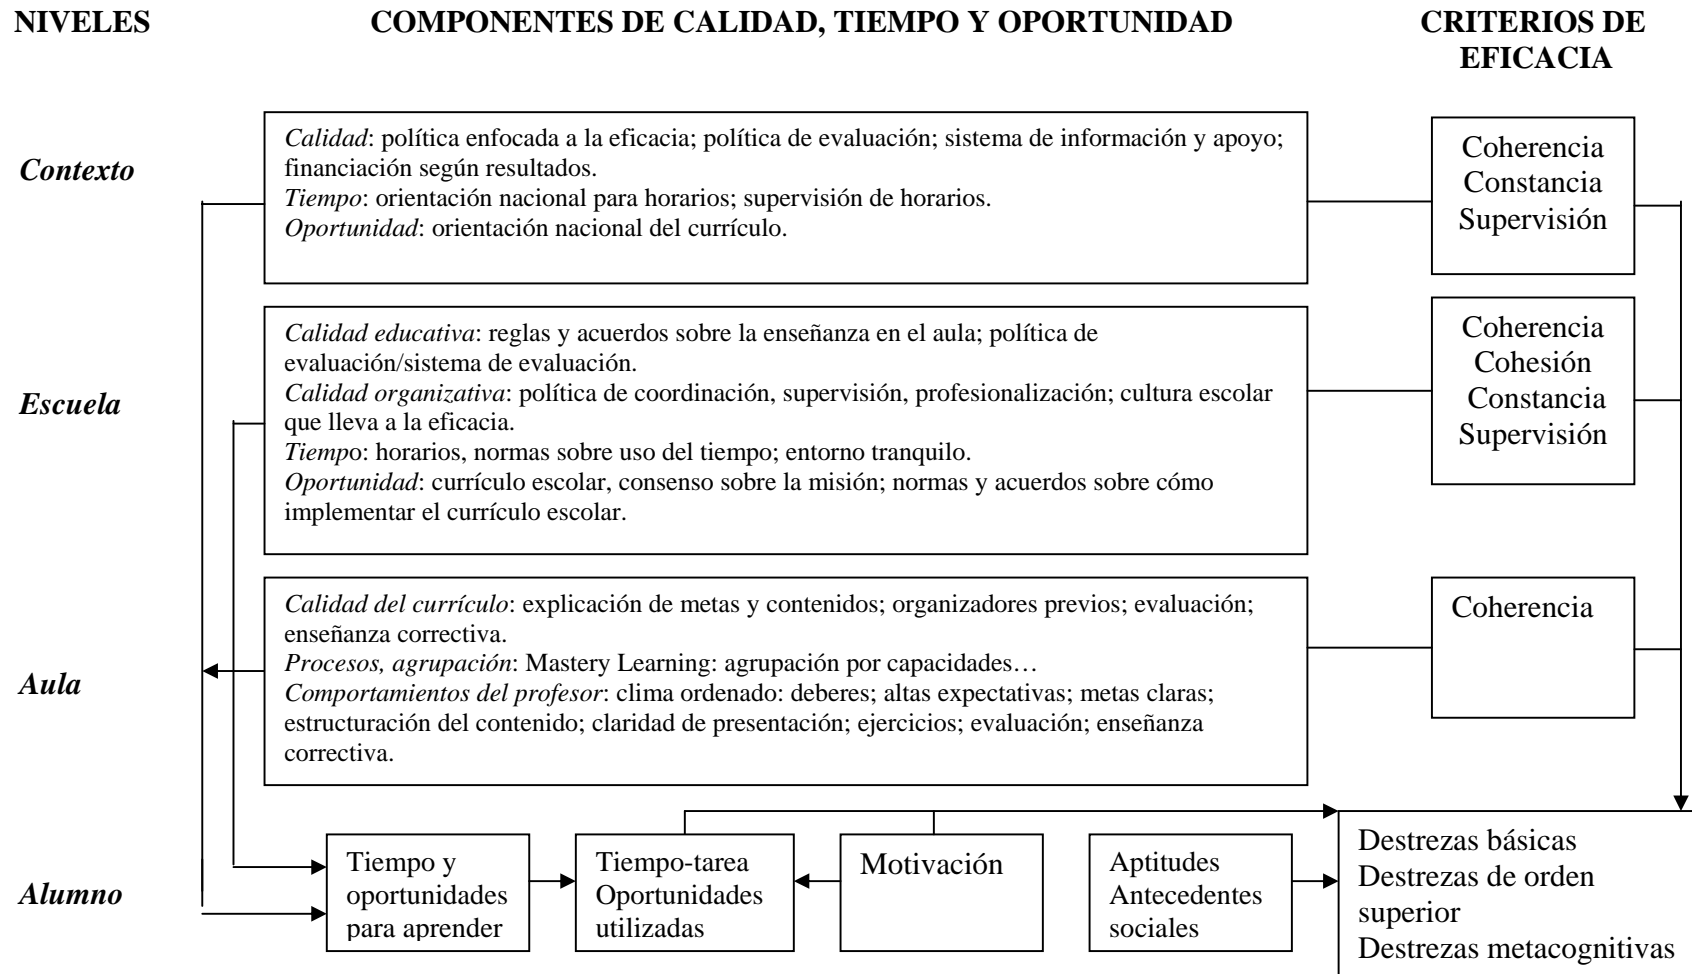 NIVELES
COMPONENTES DE CALIDAD, TIEMPO Y OPORTUNIDAD
CRITERIOS DE
EFICACIA
Contexto
Calidad: política enfocada a la eficacia; política de evaluación; sistema de información y apoyo;
financiación según resultados.
Tiempo: orientación nacional para horarios; supervisión de horarios.
Oportunidad: orientación nacional del currículo.
Coherencia
Constancia
Supervisión
Escuela
Calidad educativa: reglas y acuerdos sobre la enseñanza en el aula; política de
evaluación/sistema de evaluación.
Calidad organizativa: política de coordinación, supervisión, profesionalización; cultura escolar
que lleva a la eficacia.
Tiempo: horarios, normas sobre uso del tiempo; entorno tranquilo.
Oportunidad: currículo escolar, consenso sobre la misión; normas y acuerdos sobre cómo
implementar el currículo escolar.
Coherencia
Cohesión
Constancia
Supervisión
Aula
Calidad del currículo: explicación de metas y contenidos; organizadores previos; evaluación;
enseñanza correctiva.
Procesos, agrupación: Mastery Learning: agrupación por capacidades…
Comportamientos del profesor: clima ordenado: deberes; altas expectativas; metas claras;
estructuración del contenido; claridad de presentación; ejercicios; evaluación; enseñanza
correctiva.
Coherencia
Alumno
Tiempo y
oportunidades
para aprender
Tiempo-tarea
Oportunidades
utilizadas
Motivación
Aptitudes
Antecedentes
sociales
Destrezas básicas
Destrezas de orden
superior
Destrezas metacognitivas